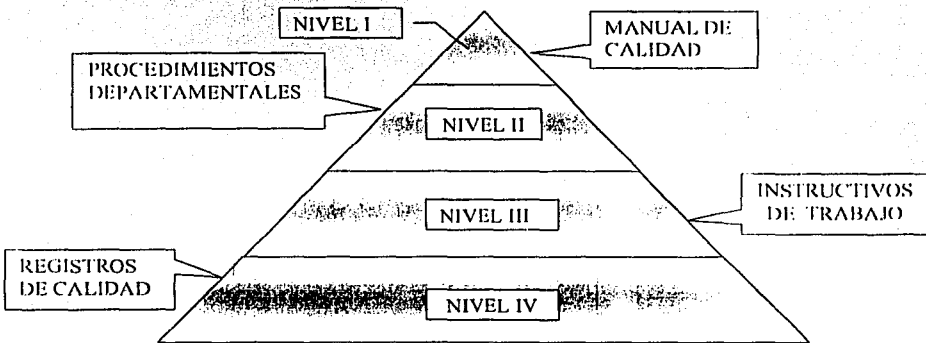 NIVEL I
MANUAL DE
CALIDAD
PROCEDIMIENTOS
DEPARTAMENTALES
NIVEL II
NIVEL III
INSTRUCTIVOS
DE TRABAJO
REGISTROS
DE CALIDAD
NIVEL IV